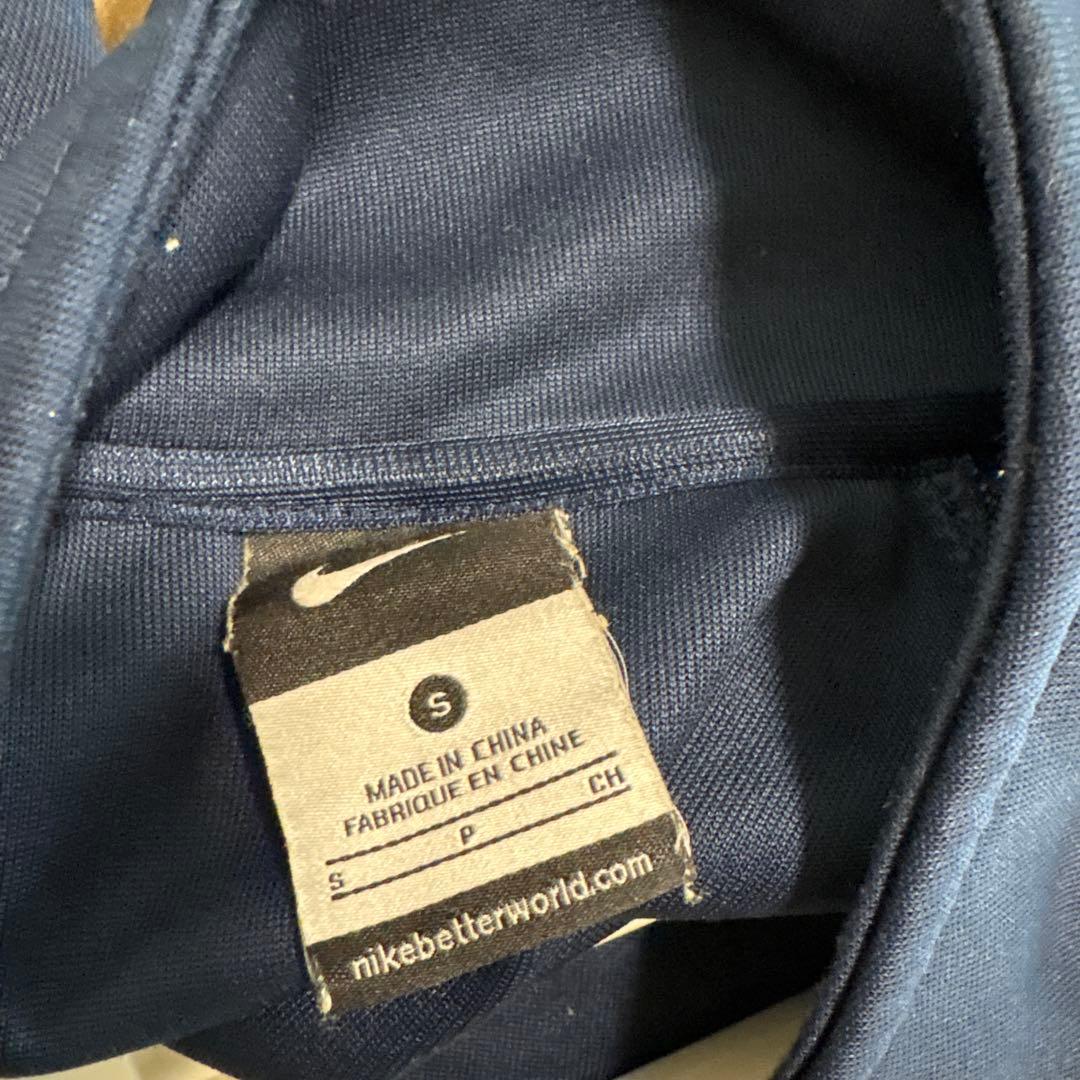 S
MADE IN CHINA
FABRIQUE EN CHINE
S P CH
nikebetterworld.com